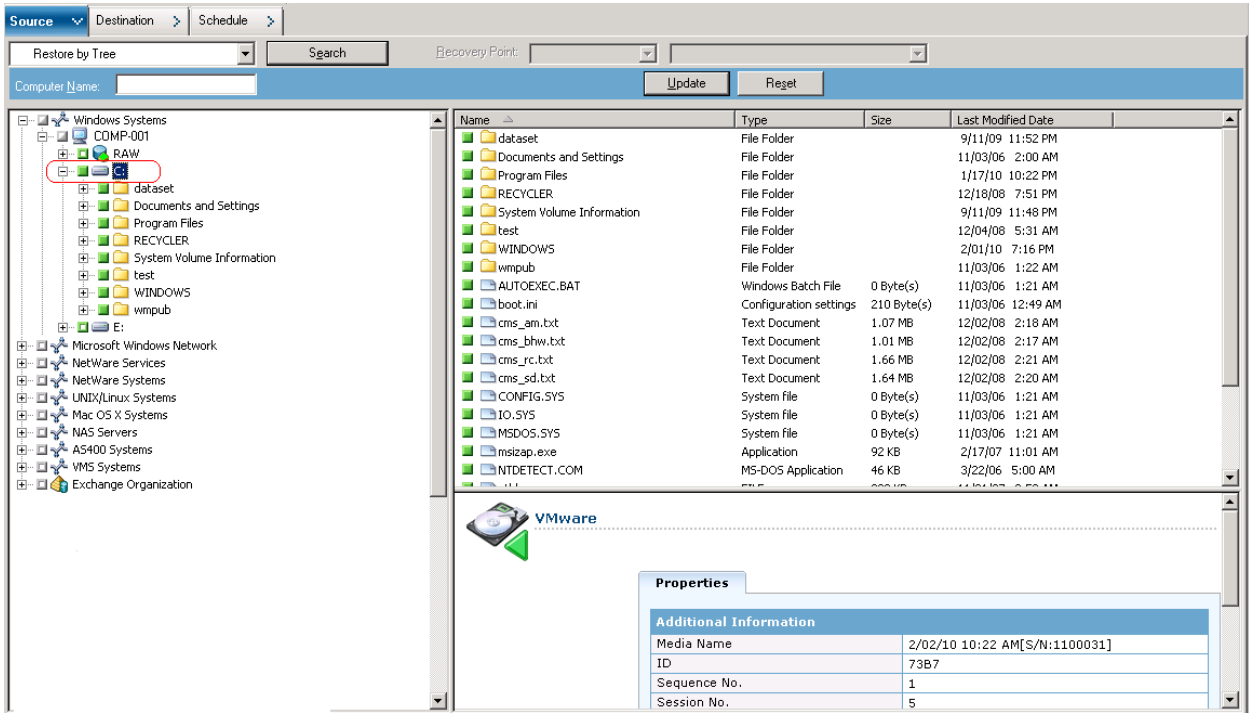 Source Destination Schedule
Restore by Tree Search Recovery Point:
Computer Name: Update Reset
Windows Systems
COMP-001
RAW
C:
dataset
Documents and Settings
Program Files
RECYCLER
System Volume Information
test
WINDOWS
wmpub
E:
Microsoft Windows Network
NetWare Services
NetWare Systems
UNIX/Linux Systems
Mac OS X Systems
NAS Servers
AS400 Systems
VMS Systems
Exchange Organization
Name Type Size Last Modified Date
dataset File Folder 9/11/09 11:52 PM
Documents and Settings File Folder 11/03/06 2:00 AM
Program Files File Folder 1/17/10 10:22 PM
RECYCLER File Folder 12/18/08 7:51 PM
System Volume Information File Folder 9/11/09 11:48 PM
test File Folder 12/04/08 5:31 AM
WINDOWS File Folder 2/01/10 7:16 PM
wmpub File Folder 11/03/06 1:22 AM
AUTOEXEC.BAT Windows Batch File 0 Byte(s) 11/03/06 1:21 AM
boot.ini Configuration settings 210 Byte(s) 11/03/06 12:49 AM
cms_am.txt Text Document 1.07 MB 12/02/08 2:18 AM
cms_bhw.txt Text Document 1.01 MB 12/02/08 2:17 AM
cms_rc.txt Text Document 1.66 MB 12/02/08 2:21 AM
cms_sd.txt Text Document 1.64 MB 12/02/08 2:20 AM
CONFIG.SYS System file 0 Byte(s) 11/03/06 1:21 AM
IO.SYS System file 0 Byte(s) 11/03/06 1:21 AM
MSDOS.SYS System file 0 Byte(s) 11/03/06 1:21 AM
msizap.exe Application 92 KB 2/17/07 11:01 AM
NTDETECT.COM MS-DOS Application 46 KB 3/22/06 5:00 AM
VMware
Properties
Additional Information
Media Name 2/02/10 10:22 AM[S/N:1100031]
ID 73B7
Sequence No. 1
Session No. 5